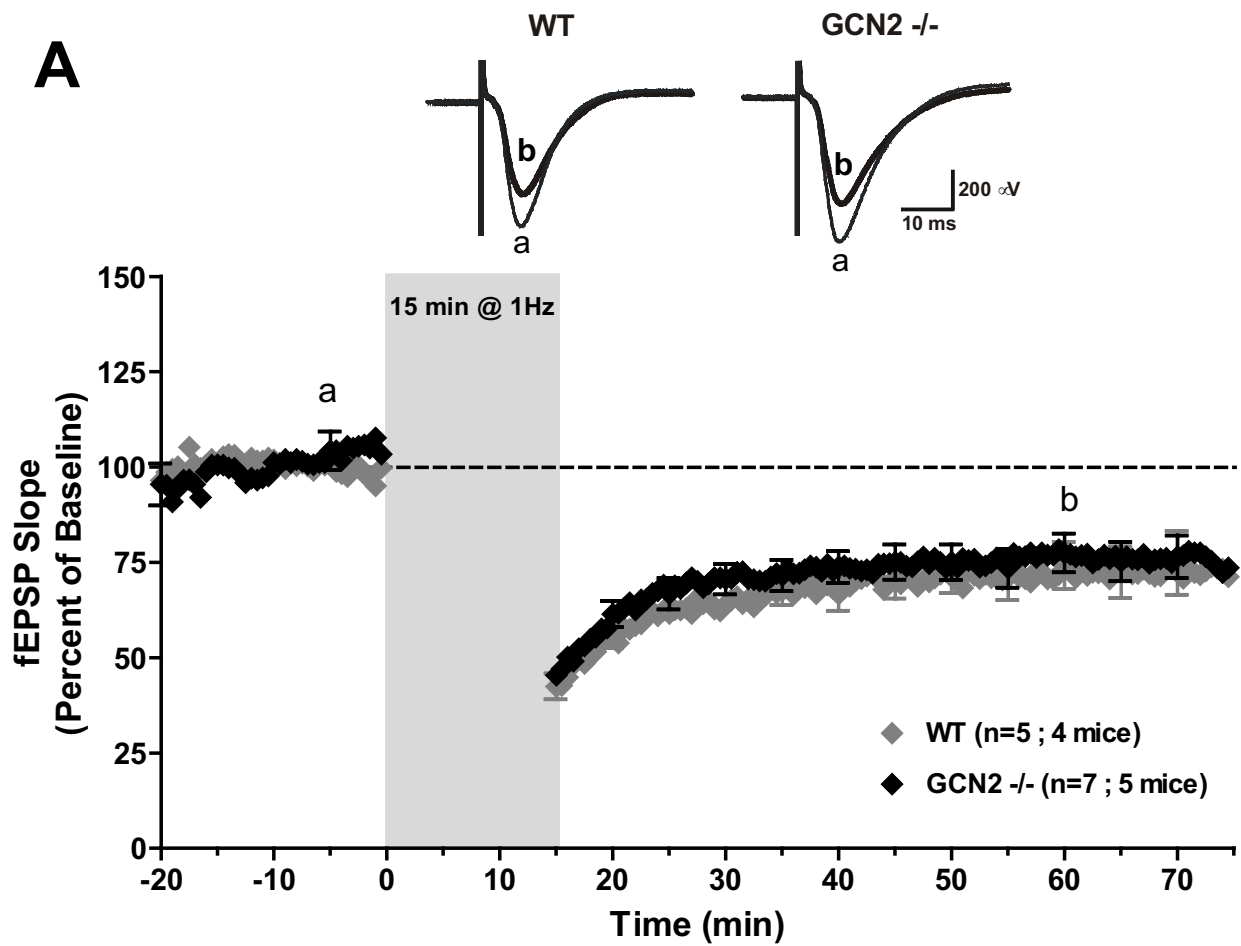 A
WT
GCN2 -/-
b
a
b
a
200 ∝V
10 ms
150
125
100
75
50
25
0
fEPSP Slope
(Percent of Baseline)
15 min @ 1Hz
a
b
WT (n=5 ; 4 mice)
GCN2 -/- (n=7 ; 5 mice)
-20 -10 0 10 20 30 40 50 60 70
Time (min)